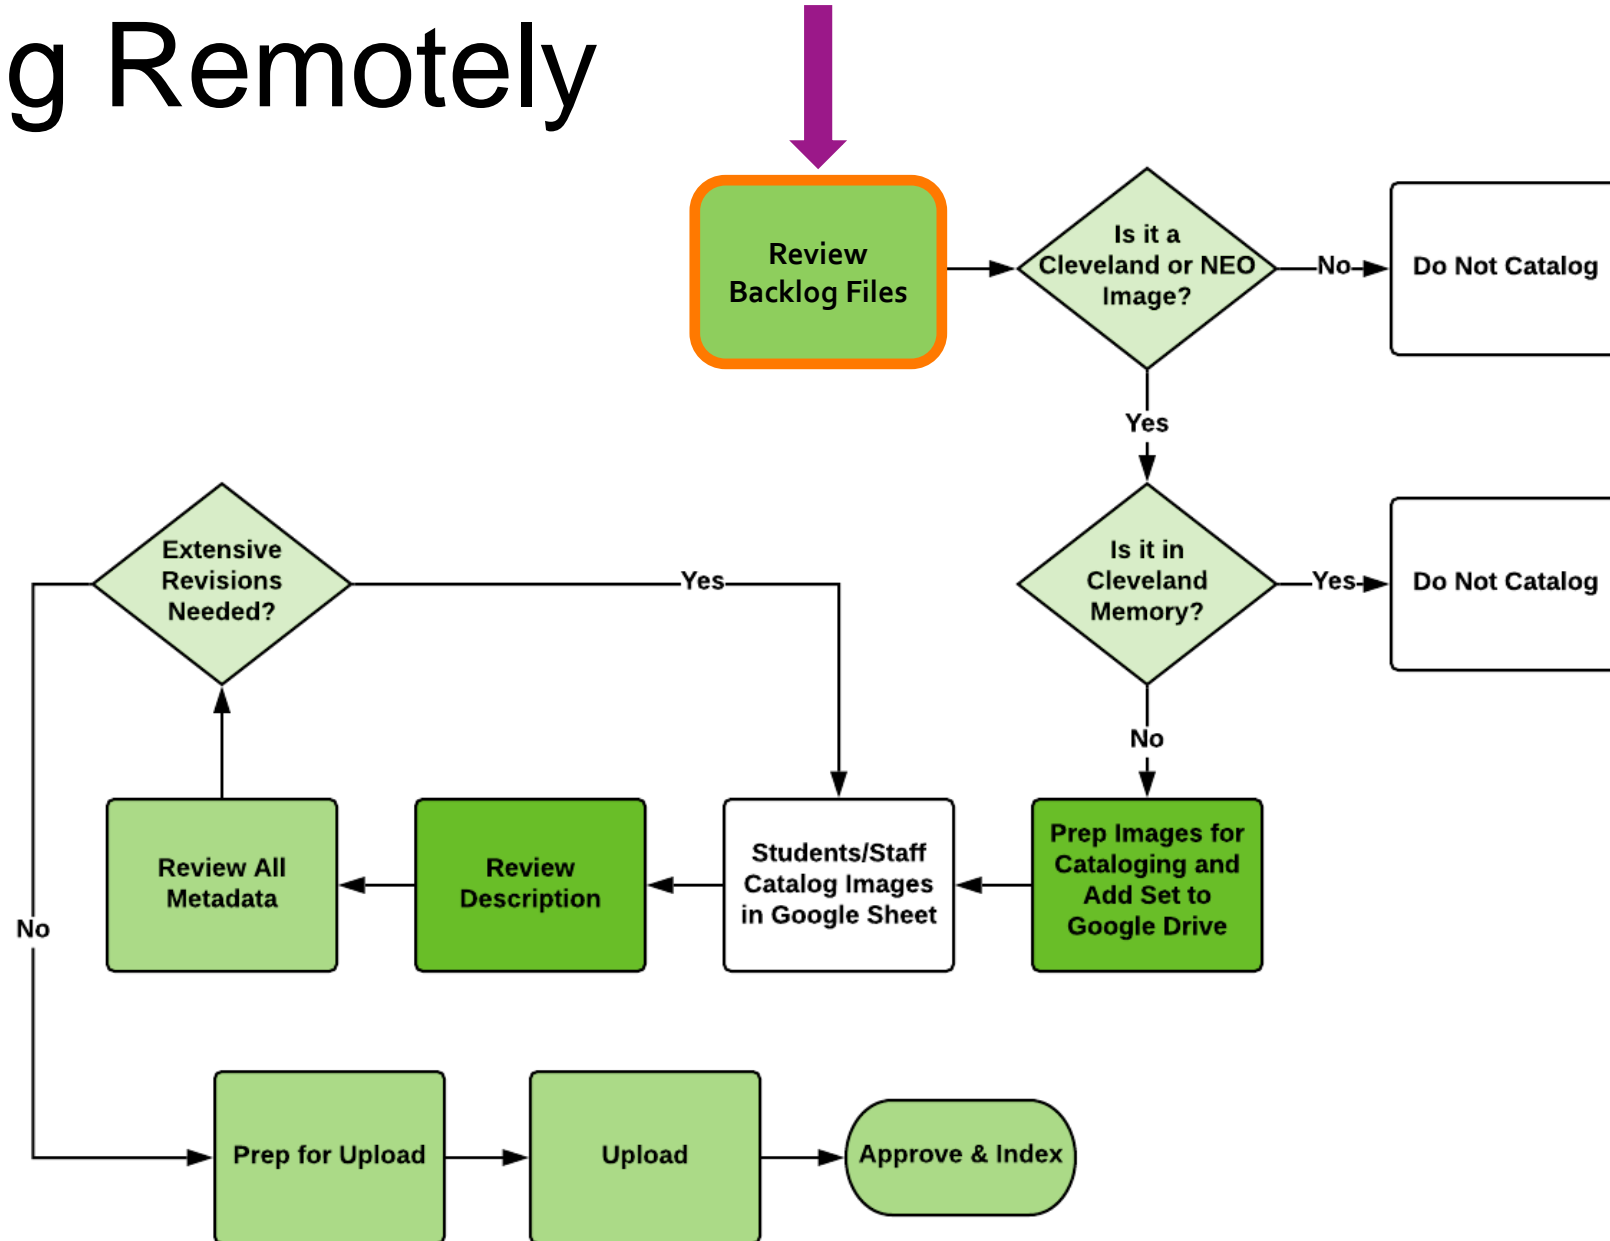 g Remotely
Review
Backlog Files
Is it a
Cleveland or NEO
Image?
No
Do Not Catalog
Yes
Is it in
Cleveland
Memory?
Yes
Do Not Catalog
No
Extensive
Revisions
Needed?
Yes
No
Prep Images for
Cataloging and
Add Set to
Google Drive
Students/Staff
Catalog Images
in Google Sheet
Review
Description
Review All
Metadata
Prep for Upload
Upload
Approve & Index